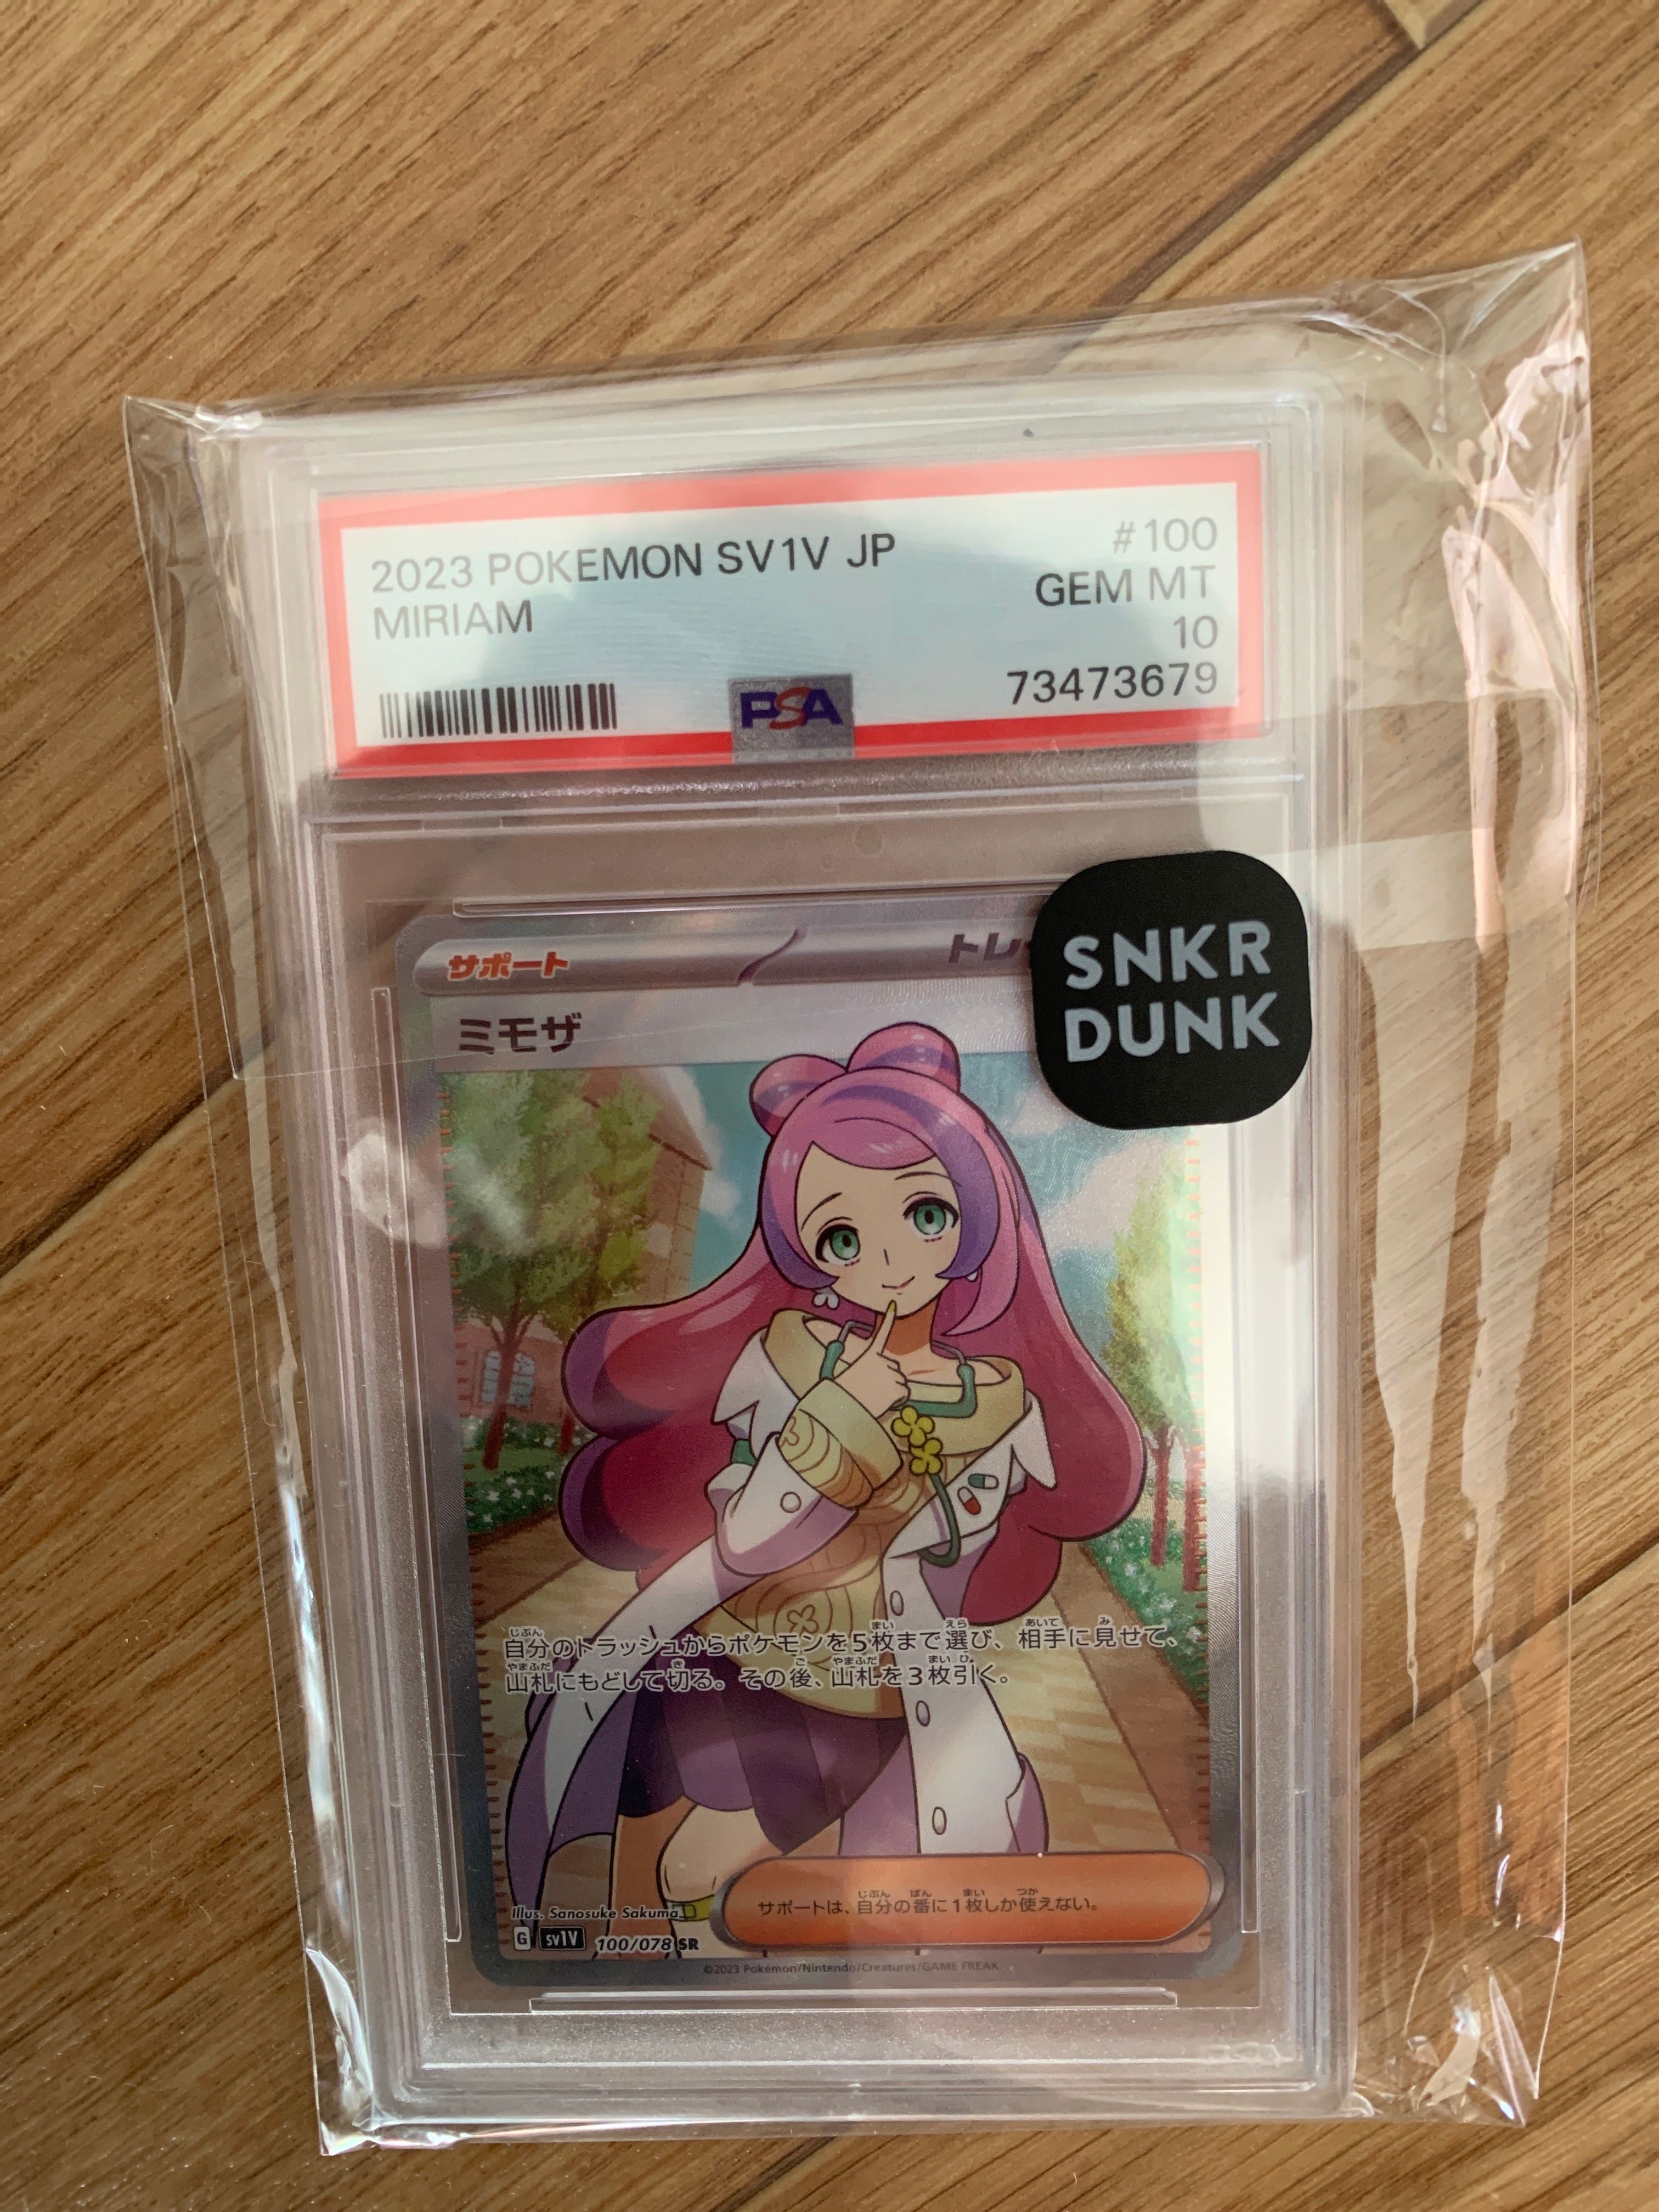 2023 POKEMON SV1V JP #100
MIRIAM GEM MT
10
PSA 73473679
SNKR
DUNK
サポート トレ
ミモザ
自分のトラッシュからポケモンを5枚まで選び、相手に見せて、
山札にもどして切る。その後、山札を3枚引く。
サポートは、自分の番に1枚しか使えない。
Illus. Sanosuke Sakuma
G sv1V 100/078 SR
©2023 Pokémon/Nintendo/Creatures/GAME FREAK.